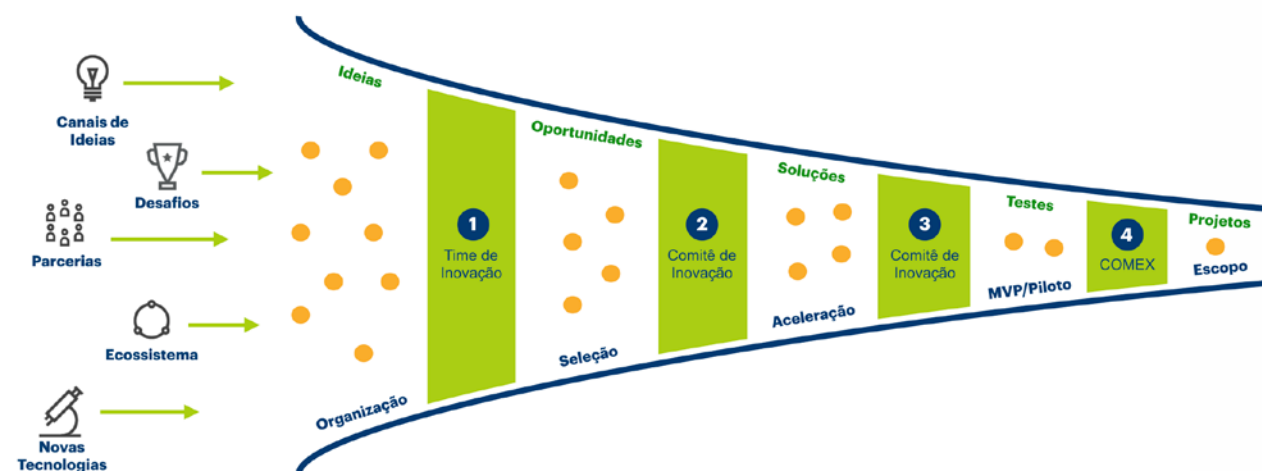 Canais de
Ideias
Desafios
Parcerias
Ecossistema
Novas
Tecnologias
Ideias
Organização
1
Time de
Inovação
Oportunidades
Seleção
2
Comitê de
Inovação
Soluções
Aceleração
3
Comitê de
Inovação
Testes
MVP/Piloto
4
COMEX
Projetos
Escopo